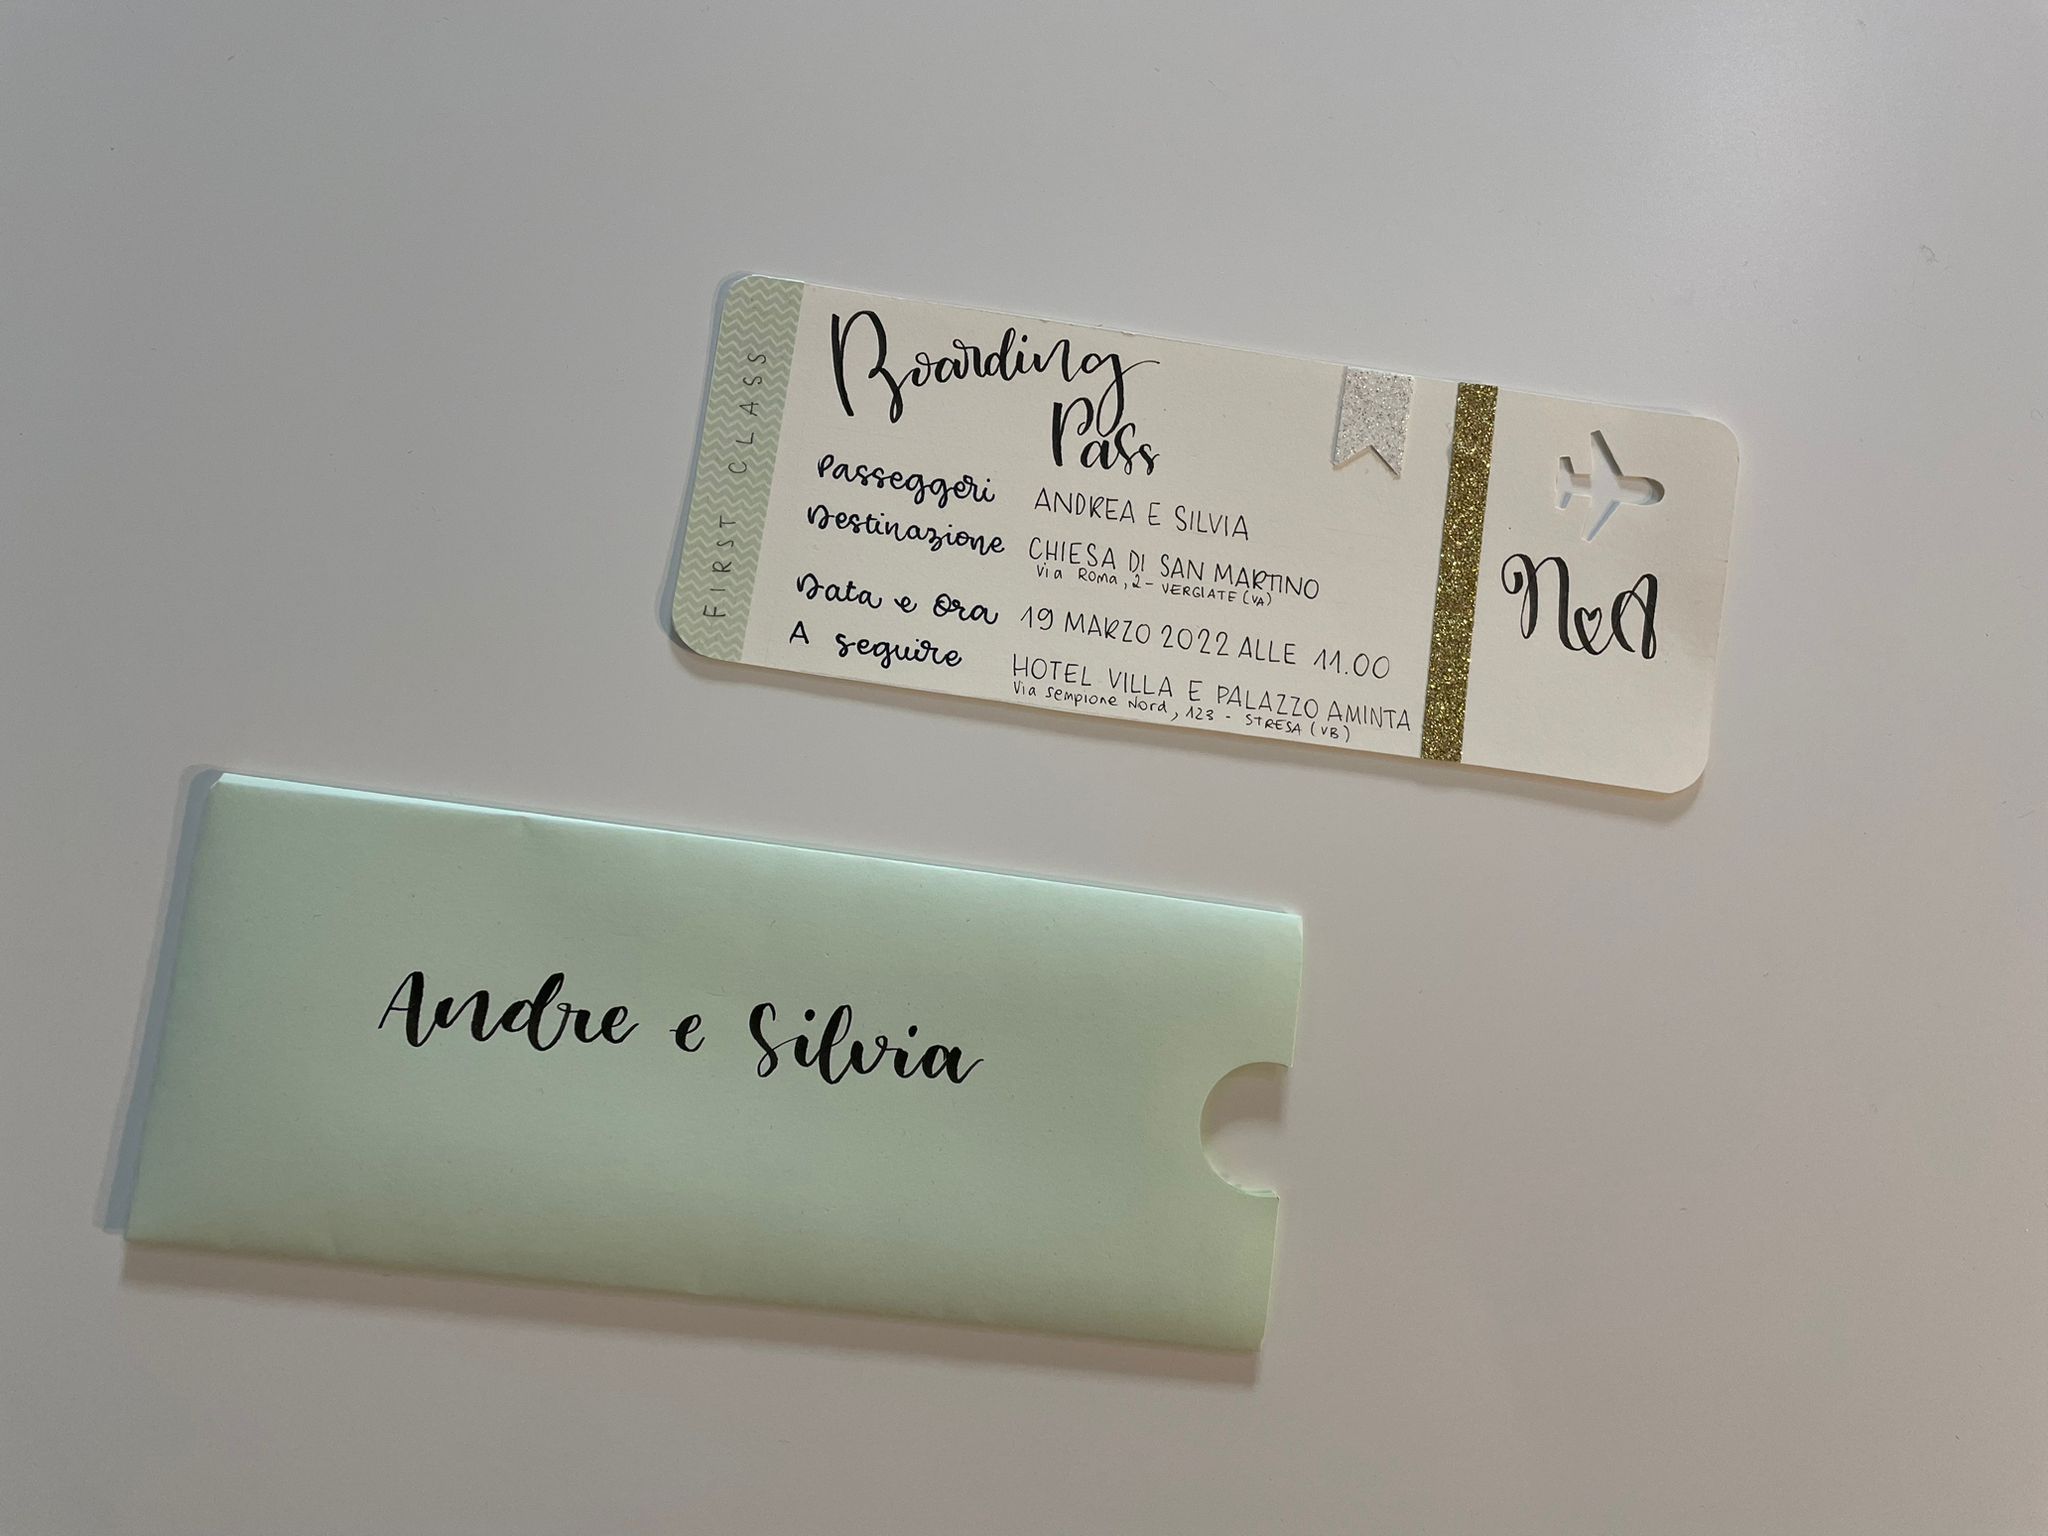 FIRST CLASS
Boarding
Pass
Passeggeri ANDREA E SILVIA
Destinazione CHIESA DI SAN MARTINO
Via Roma, 2 - VERGIATE (VA)
Data e Ora 19 MARZO 2022 ALLE 11.00
A seguire HOTEL VILLA E PALAZZO AMINTA
Via Sempione Nord, 123 - STRESA (VB)
N&A
Andre e Silvia